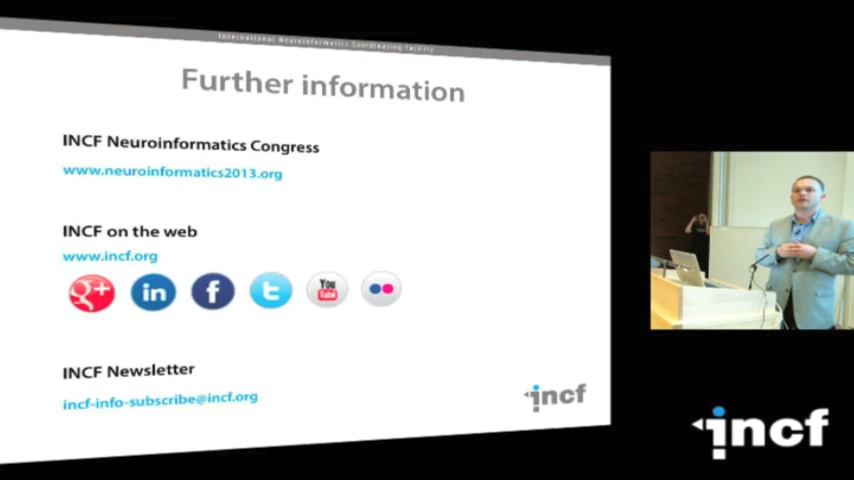 International Neuroinformatics Coordinating Facility
Further information
INCF Neuroinformatics Congress
www.neuroinformatics2013.org
INCF on the web
www.incf.org
g+
in
f
t
You
Tube
INCF Newsletter
incf-info-subscribe@incf.org
incf
incf